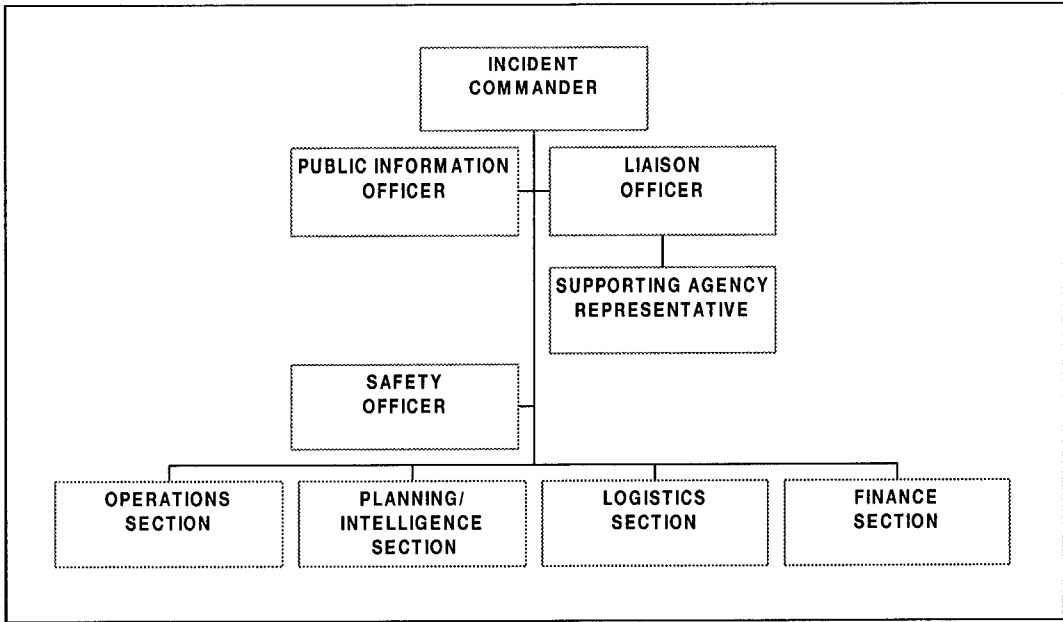 INCIDENT
COMMANDER
PUBLIC INFORMATION
OFFICER
LIAISON
OFFICER
SUPPORTING AGENCY
REPRESENTATIVE
SAFETY
OFFICER
OPERATIONS
SECTION
PLANNING/
INTELLIGENCE
SECTION
LOGISTICS
SECTION
FINANCE
SECTION